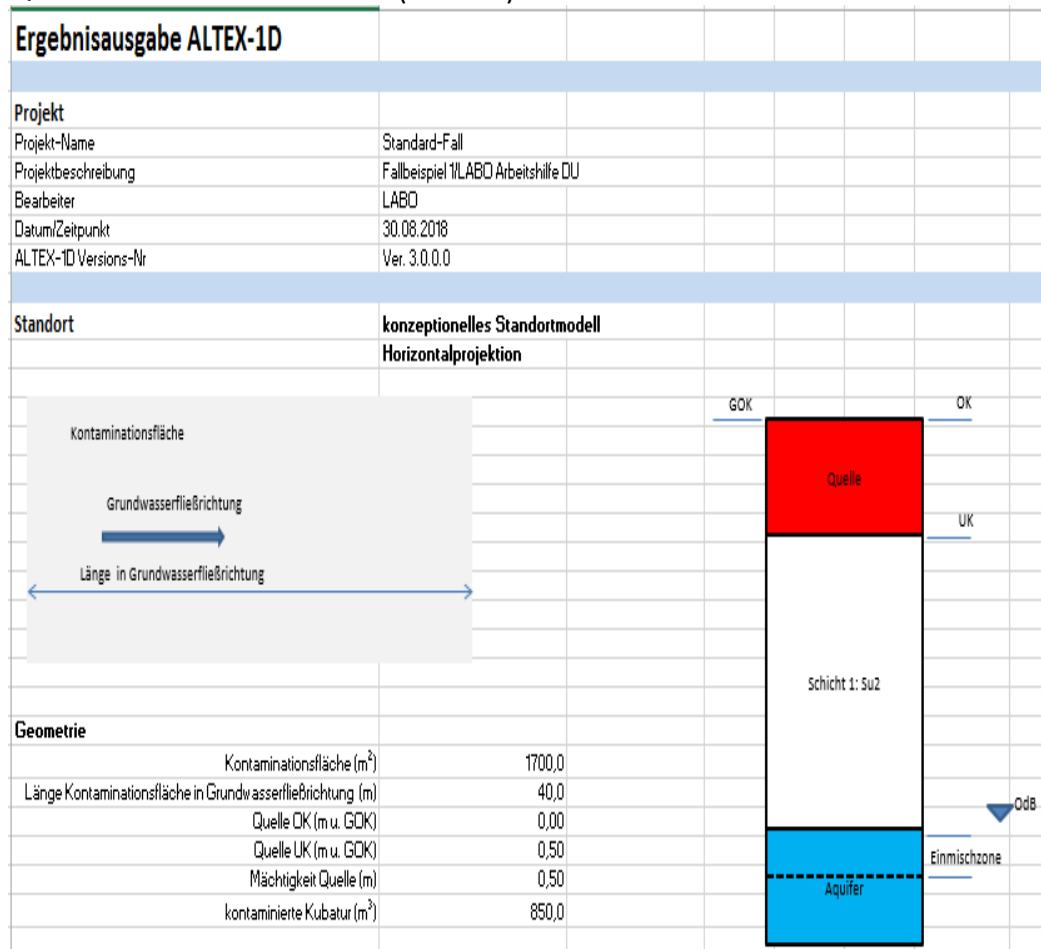 Ergebnisausgabe ALTEX-1D
Projekt
Projekt-Name Standard-Fall
Projektbeschreibung Fallbeispiel 1/LABO Arbeitshilfe DU
Bearbeiter LABO
Datum/Zeitpunkt 30.08.2018
ALTEX-1D Versions-Nr Ver. 3.0.0.0
Standort konzeptionelles Standortmodell
Horizontalprojektion
GOK OK
Kontaminationsfläche
Quelle
Grundwasserfließrichtung
UK
Länge in Grundwasserfließrichtung
Schicht 1: Su2
Geometrie
Kontaminationsfläche (m²) 1700,0
Länge Kontaminationsfläche in Grundwasserfließrichtung (m) 40,0
OdB
Quelle OK (m u. GOK) 0,00
Quelle UK (m u. GOK) 0,50
Einmischzone
Mächtigkeit Quelle (m) 0,50
Aquifer
kontaminierte Kubatur (m³) 850,0